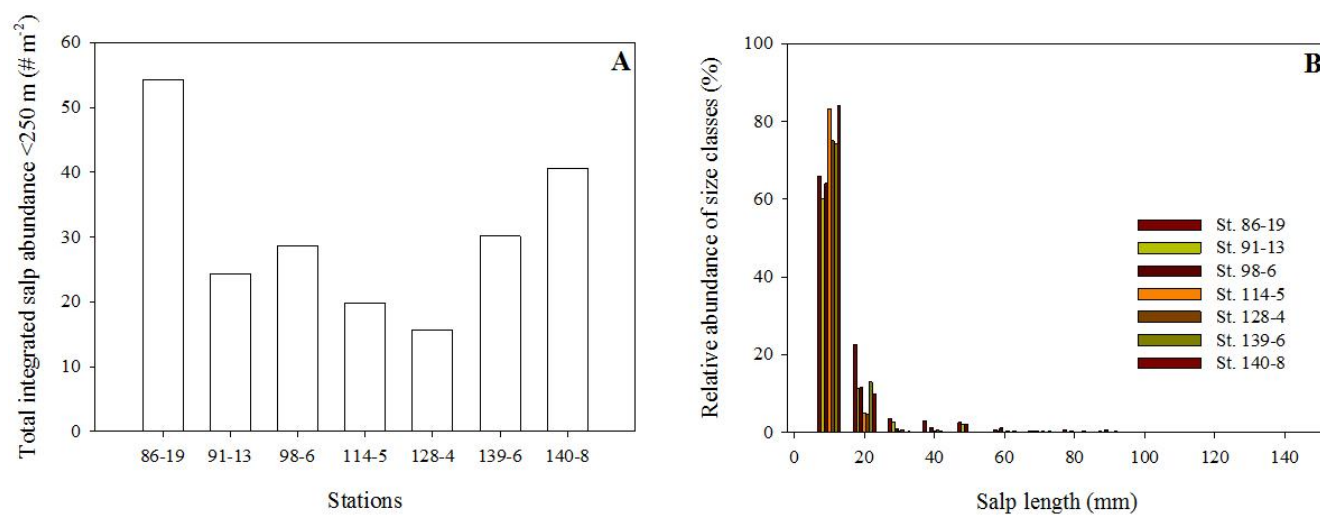 Total integrated salp abundance <250 m (# m-2)
60
50
40
30
20
10
0
A
86-19 91-13 98-6 114-5 128-4 139-6 140-8
Stations
Relative abundance of size classes (%)
100
80
60
40
20
0
B
St. 86-19
St. 91-13
St. 98-6
St. 114-5
St. 128-4
St. 139-6
St. 140-8
0 20 40 60 80 100 120 140
Salp length (mm)